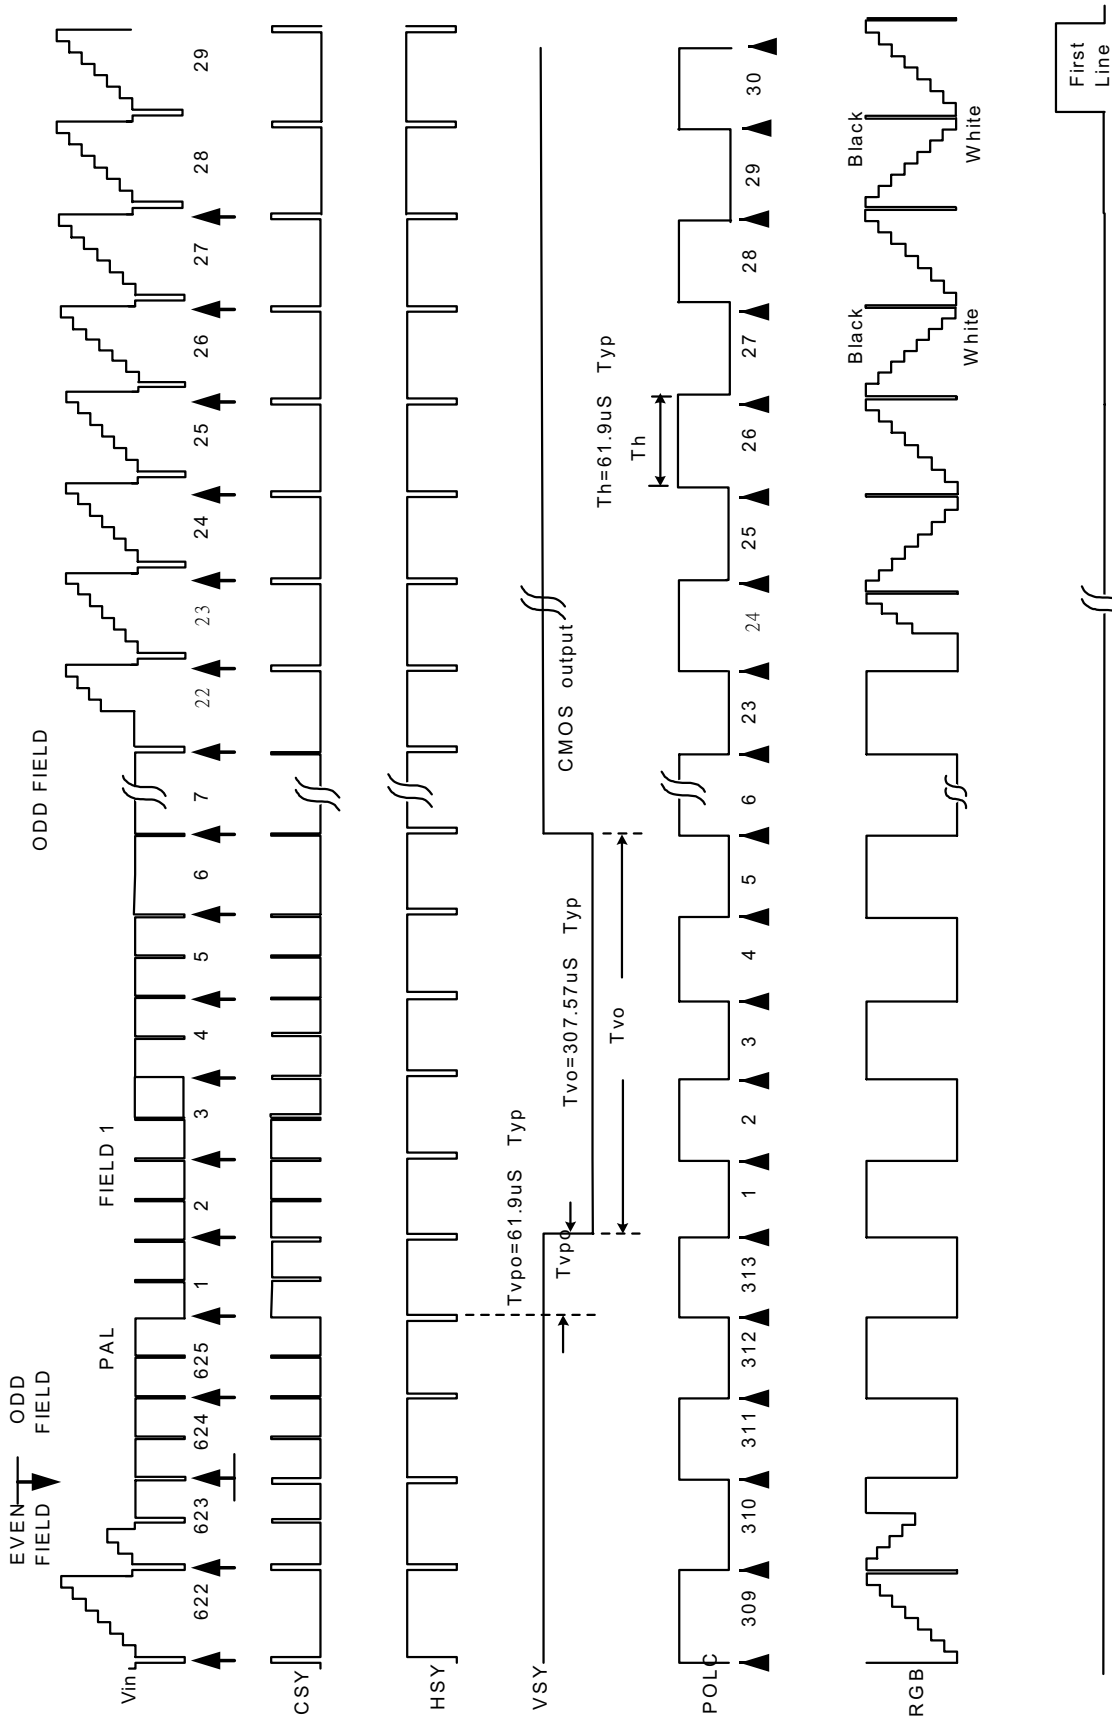 EVEN
FIELD
ODD
FIELD
PAL
FIELD 1
ODD FIELD
Vin
622
623
624
625
1
2
3
4
5
6
7
22
23
24
25
26
27
28
29
CSY
HSY
VSY
Tvpo=61.9uS Typ
Tvpo
Tvo=307.57uS Typ
Tvo
CMOS output
Th=61.9uS Typ
Th
POLC
309
310
311
312
313
1
2
3
4
5
6
23
24
25
26
27
28
29
30
RGB
Black
White
Black
White
First
Line